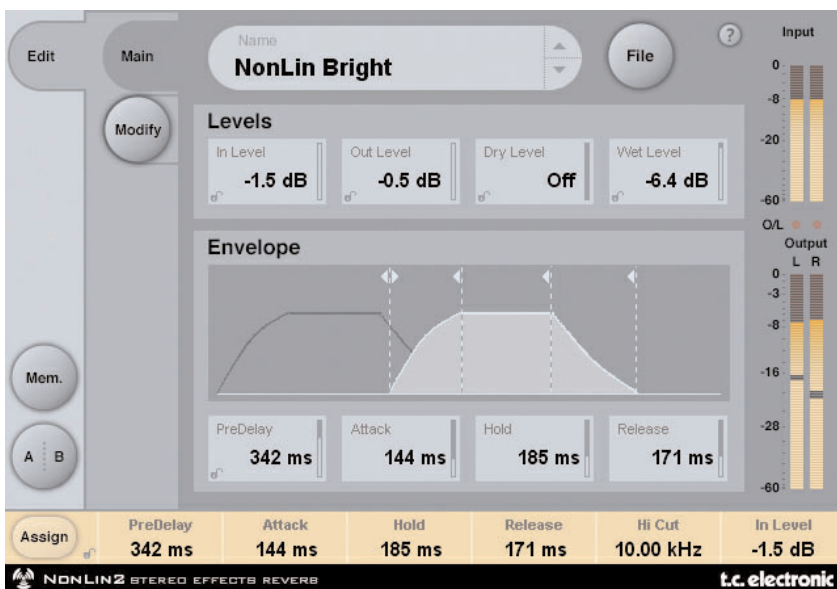 Edit
Main
Name
NonLin Bright
File
?
Modify
Levels
In Level
-1.5 dB
Out Level
-0.5 dB
Dry Level
Off
Wet Level
-6.4 dB
Input
0
-8
-20
-60
O/L
Output
L R
0
-3
-8
-16
-28
-60
Envelope
PreDelay
342 ms
Attack
144 ms
Hold
185 ms
Release
171 ms
Mem.
A B
Assign
PreDelay
342 ms
Attack
144 ms
Hold
185 ms
Release
171 ms
Hi Cut
10.00 kHz
In Level
-1.5 dB
NONLIN2 STEREO EFFECTS REVERB
t.c. electronic